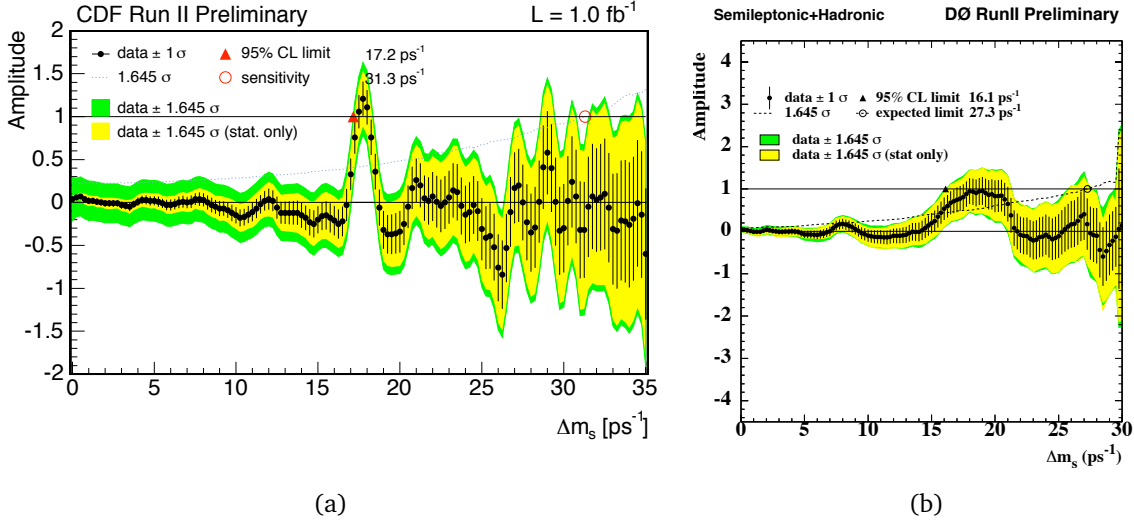 CDF Run II Preliminary L = 1.0 fb⁻¹
Amplitude
2
1.5
1
0.5
0
-0.5
-1
-1.5
-2
data ± 1 σ
1.645 σ
data ± 1.645 σ
data ± 1.645 σ (stat. only)
95% CL limit 17.2 ps⁻¹
sensitivity 31.3 ps⁻¹
0 5 10 15 20 25 30 35
Δmₛ [ps⁻¹]
(a)
Semileptonic+Hadronic DØ RunII Preliminary
Amplitude
4
3
2
1
0
-1
-2
-3
-4
data ± 1 σ
1.645 σ
95% CL limit 16.1 ps⁻¹
expected limit 27.3 ps⁻¹
data ± 1.645 σ
data ± 1.645 σ (stat only)
0 5 10 15 20 25 30
Δmₛ (ps⁻¹)
(b)